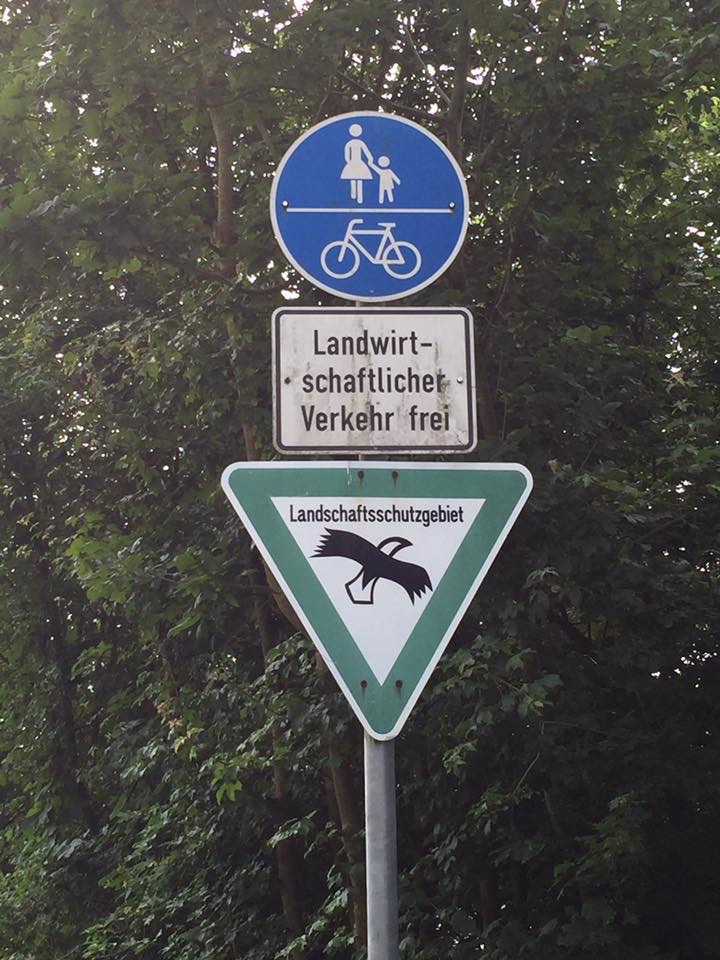 Landwirt-
schaftlicher
Verkehr frei
Landschaftsschutzgebiet